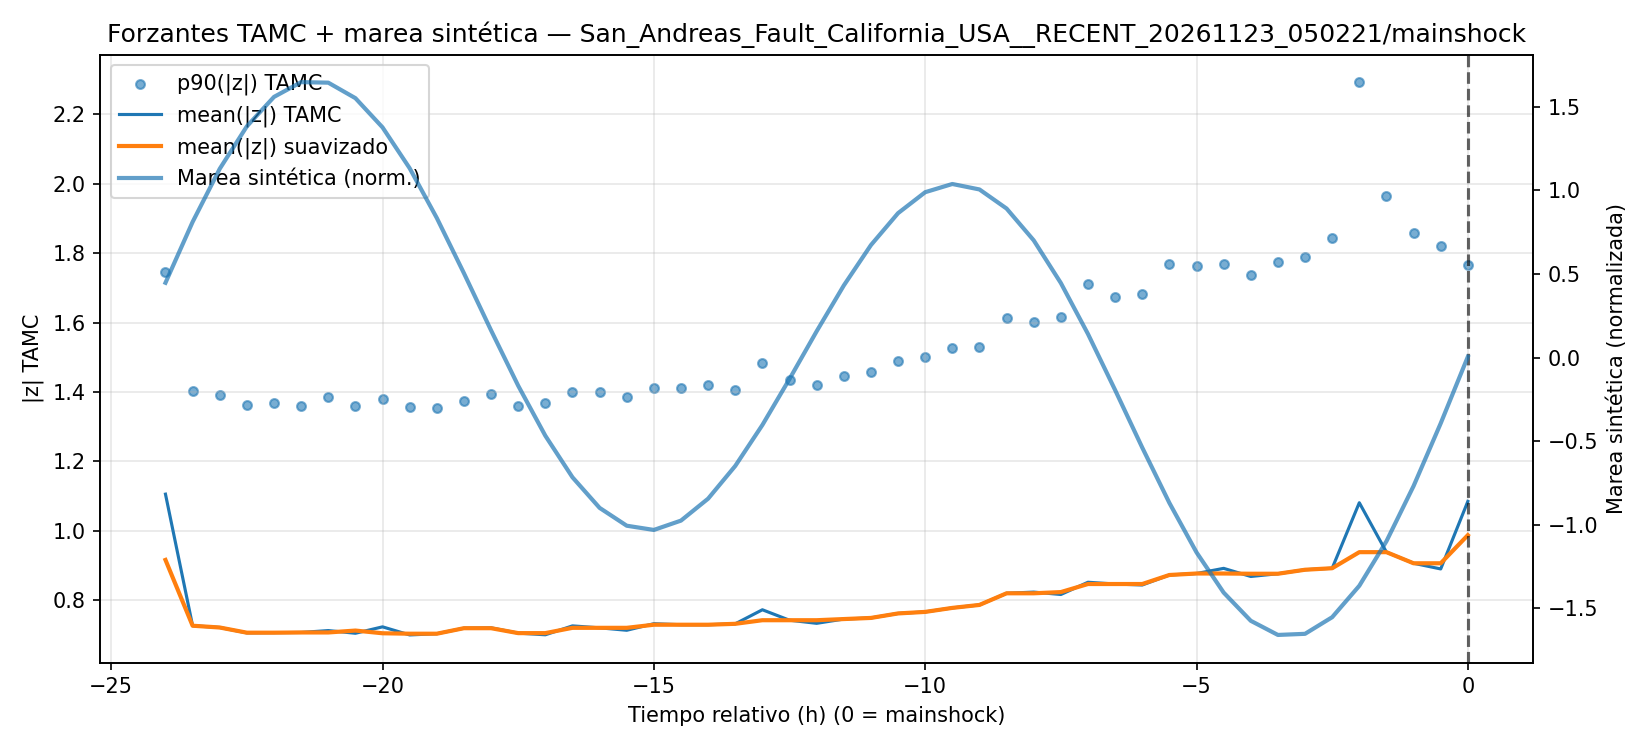 Forzantes TAMC + marea sintética — San_Andreas_Fault_California_USA__RECENT_20261123_050221/mainshock
p90(|z|) TAMC
mean(|z|) TAMC
mean(|z|) suavizado
Marea sintética (norm.)
2.2
2.0
1.8
1.6
1.4
1.2
1.0
0.8
|z| TAMC
1.5
1.0
0.5
0.0
−0.5
−1.0
−1.5
Marea sintética (normalizada)
−25
−20
−15
−10
−5
0
Tiempo relativo (h) (0 = mainshock)